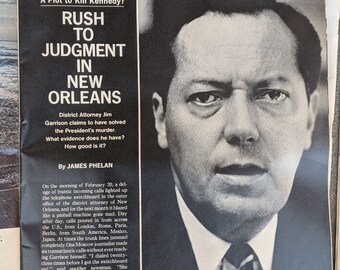 A Plot to Kill Kennedy?
RUSH
TO
JUDGMENT
IN
NEW
ORLEANS
District Attorney Jim
Garrison claims to have solved
the President's murder.
What evidence does he have?
How good is it?
By JAMES PHELAN
On the morning of February 20, a del-
uge of frantic incoming calls lighted up
the telephone switchboard in the outer
office of the district attorney of New
Orleans, and for the next month it blazed
like a pinball machine gone mad. Day
after day, calls poured in from across
the U.S., from London, Rome, Paris,
Berlin, from South America, Mexico,
Japan. At times the trunk lines jammed
completely. One Moscow journalist made
six transatlantic calls without ever reach-
ing Garrison himself. "I dialed twenty-
three times before I got the switchboard
said another newsman. "She